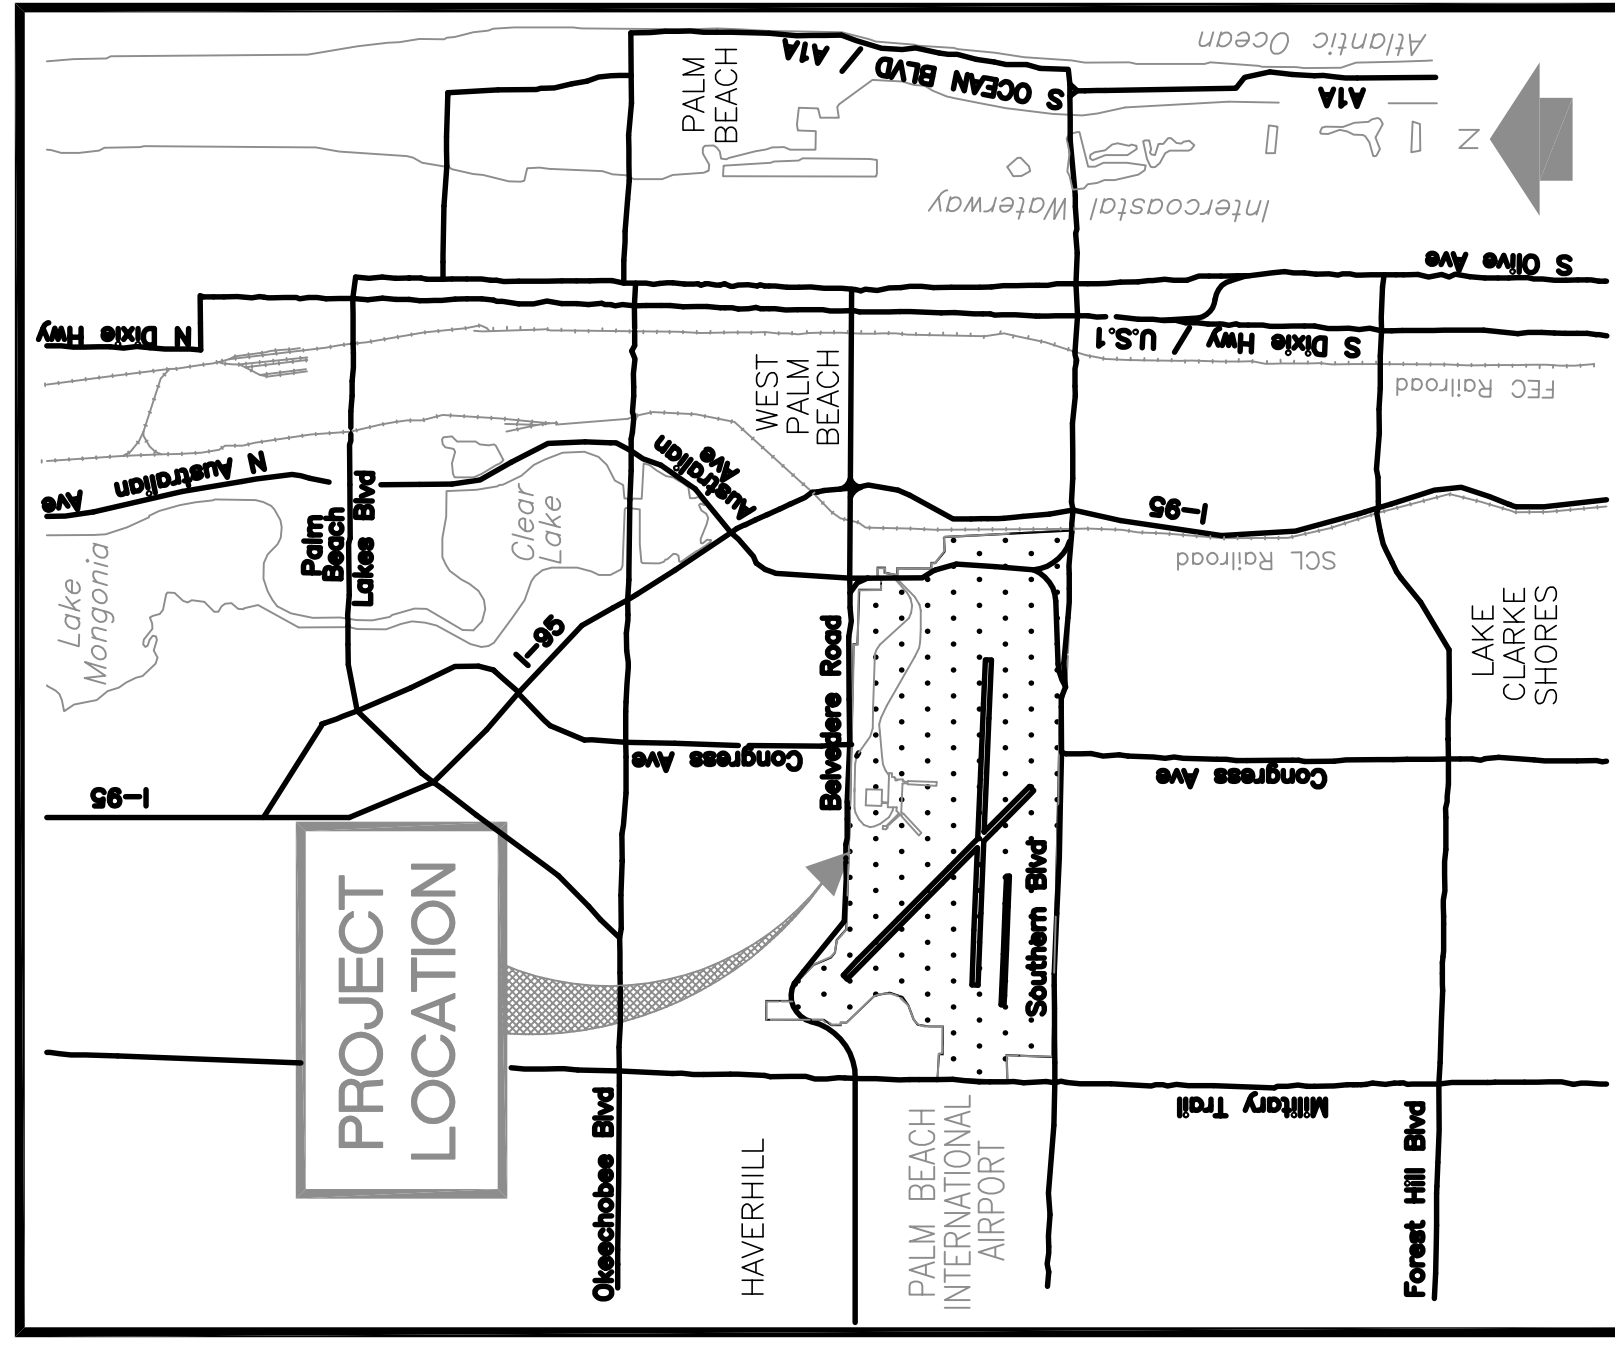 Atlantic Ocean
S OCEAN BLVD / A1A
A1A
PALM
BEACH
N
Intercoastal Waterway
S Olive Ave
N Dixie Hwy
S Dixie Hwy / U.S.1
FEC Railroad
WEST
PALM
BEACH
N Australian Ave
Australian
Ave
Palm
Beach
Lakes Blvd
Clear
Lake
Lake
Mongonia
I-95
SCL Railroad
I-95
LAKE
CLARKE
SHORES
Belvedere Road
Congress Ave
Congress Ave
I-95
PROJECT
LOCATION
Southern Blvd
Military Trail
Okeechobee Blvd
HAVERHILL
PALM BEACH
INTERNATIONAL
AIRPORT
Forest Hill Blvd